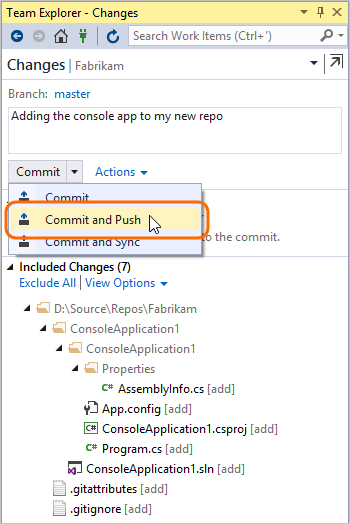 Team Explorer - Changes
Search Work Items (Ctrl+')
Changes | Fabrikam
Branch: master
Adding the console app to my new repo
Commit Actions
Commit
Commit and Push
Commit and Sync to the commit.
Included Changes (7)
Exclude All | View Options
D:\Source\Repos\Fabrikam
ConsoleApplication1
ConsoleApplication1
Properties
C# AssemblyInfo.cs [add]
App.config [add]
C# ConsoleApplication1.csproj [add]
C# Program.cs [add]
ConsoleApplication1.sln [add]
.gitattributes [add]
.gitignore [add]